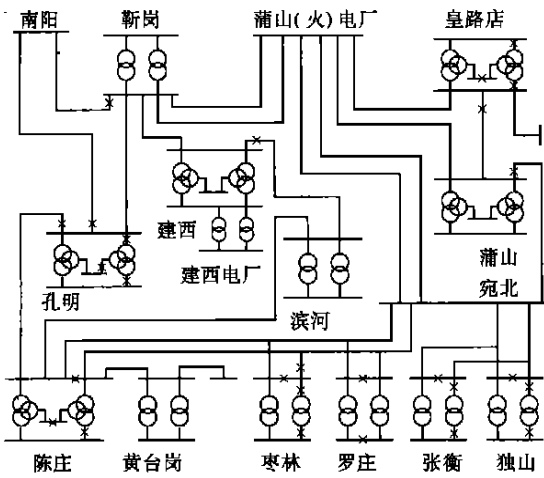 南阳 靳岗 蒲山(火)电厂 皇路店
建西
建西电厂
蒲山
宛北
孔明
滨河
陈庄 黄台岗 枣林 罗庄 张衡 独山